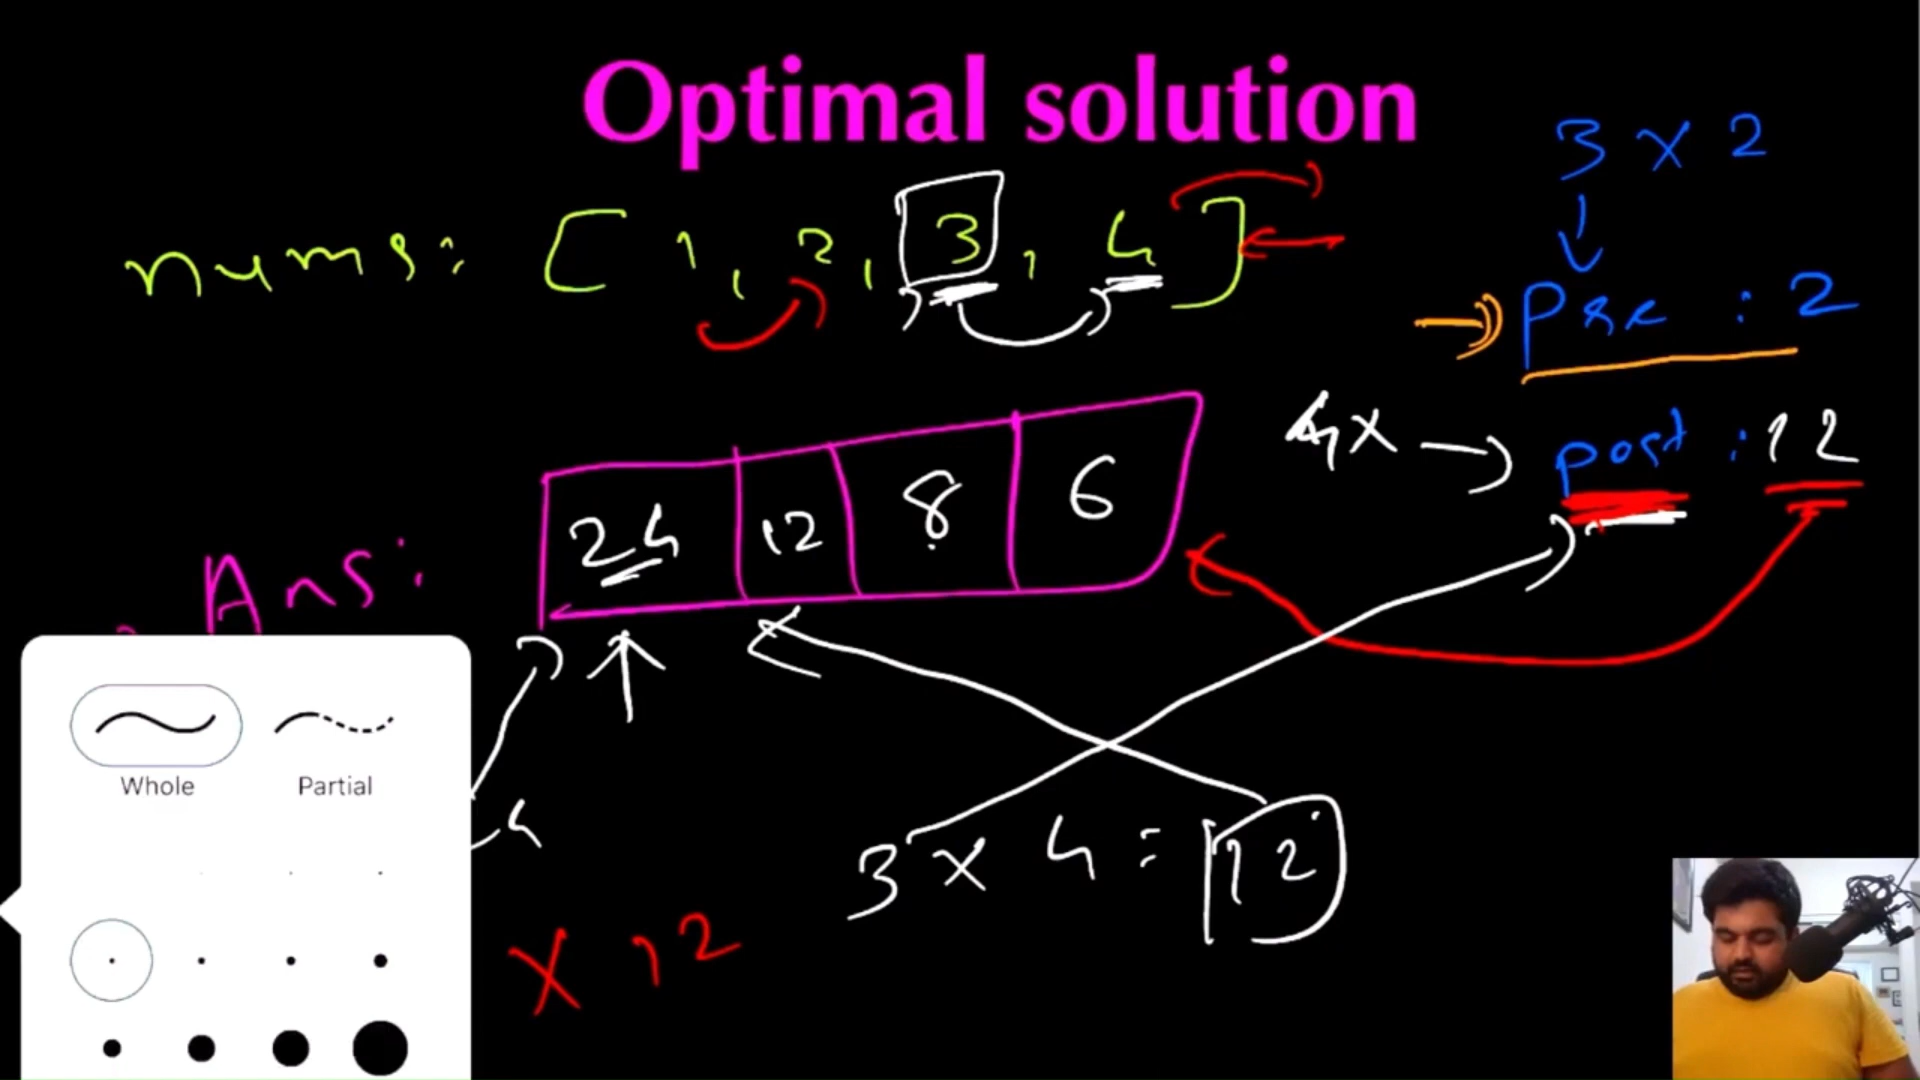 Optimal solution
3 x 2
nums: [1, 2, 3, 4]
Pre : 2
4x → post : 12
24 12 8 6
Ans:
Whole Partial
4
3 x 4 = 12
x 12